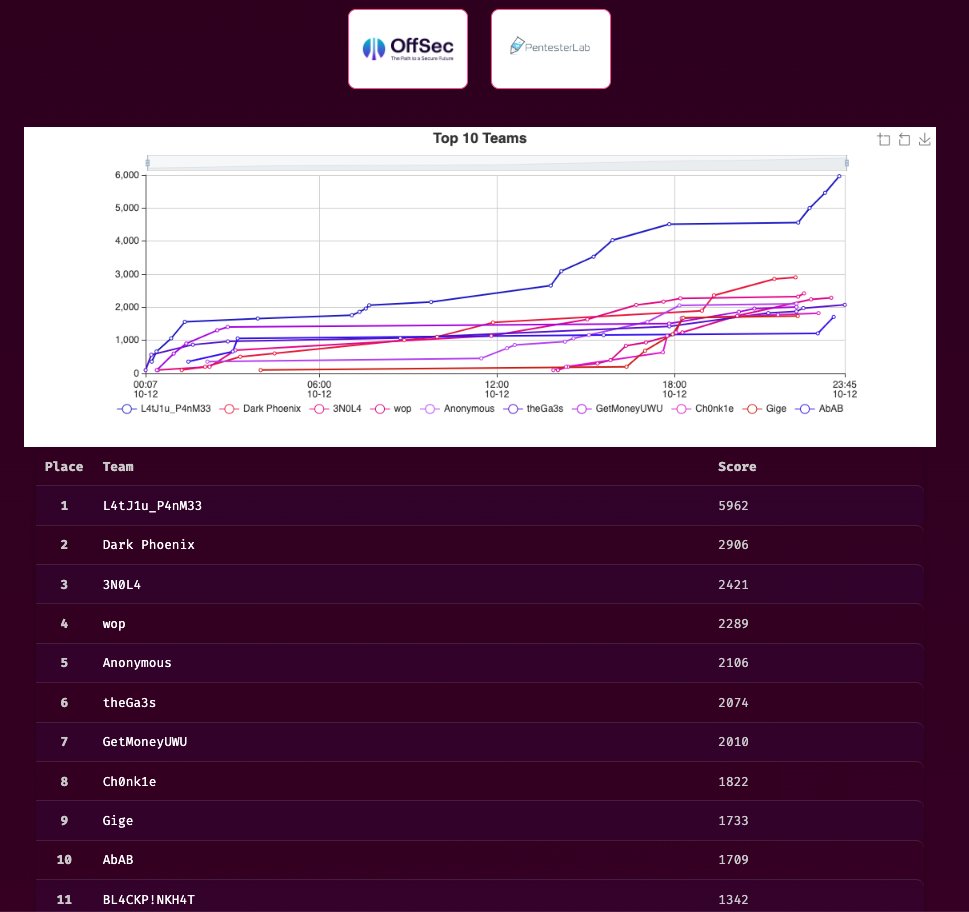 OffSec
The Path to a Secure Future
PentesterLab
Top 10 Teams
6,000
5,000
4,000
3,000
2,000
1,000
0
00:07 06:00 12:00 18:00 23:45
10-12 10-12 10-12 10-12 10-12
L4tJ1u_P4nM33 Dark Phoenix 3N0L4 wop Anonymous theGa3s GetMoneyUWU Ch0nk1e Gige AbAB
Place Team Score
1 L4tJ1u_P4nM33 5962
2 Dark Phoenix 2906
3 3N0L4 2421
4 wop 2289
5 Anonymous 2106
6 theGa3s 2074
7 GetMoneyUWU 2010
8 Ch0nk1e 1822
9 Gige 1733
10 AbAB 1709
11 BL4CKP!NKH4T 1342